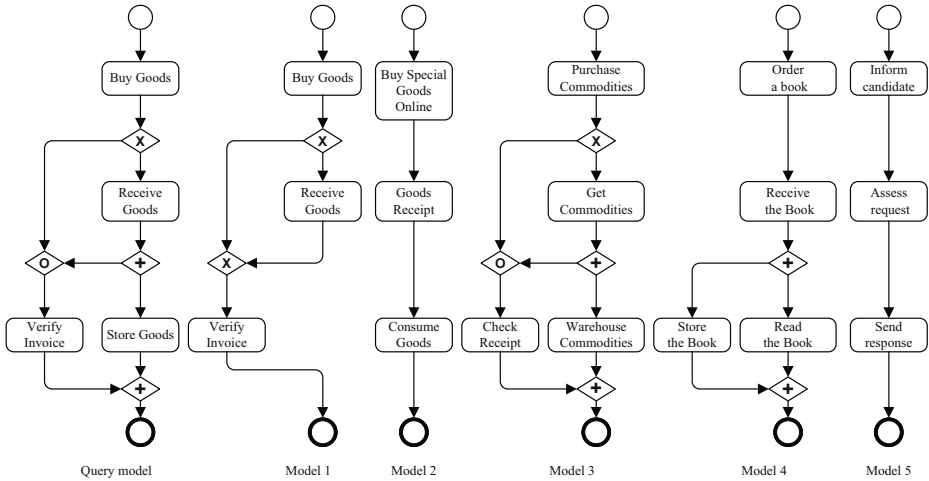 Buy Goods
X
Receive
Goods
O
+
Verify
Invoice
Store Goods
+
Query model
Buy Goods
X
Receive
Goods
X
Verify
Invoice
Model 1
Buy Special
Goods
Online
Goods
Receipt
Consume
Goods
Model 2
Purchase
Commodities
X
Get
Commodities
O
+
Check
Receipt
Warehouse
Commodities
+
Model 3
Order
a book
Receive
the Book
+
Store
the Book
Read
the Book
+
Model 4
Inform
candidate
Assess
request
Send
response
Model 5